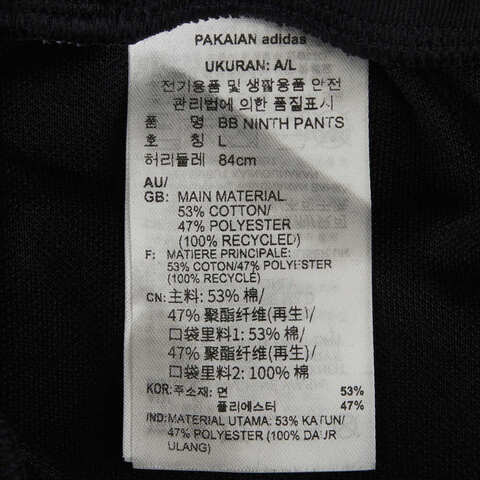 PAKAIAN adidas
UKURAN: A/L
전기용품 및 생활용품 안전
관리법에 의한 품질표시
품 명 BB NINTH PANTS
호 칭 L
허리둘레 84cm
AU/
GB: MAIN MATERIAL
53% COTTON/
47% POLYESTER
(100% RECYCLED)
F: MATIERE PRINCIPALE:
53% COTON/47% POLYESTER
(100% RECYCLE)
CN: 主料: 53% 棉/
47% 聚酯纤维(再生)/
口袋里料1: 53% 棉/
47% 聚酯纤维(再生)/
口袋里料2: 100% 棉
KOR: 주소재: 면 53%
폴리에스터 47%
IND: MATERIAL UTAMA: 53% KATUN/
47% POLYESTER (100% DAUR
ULANG)